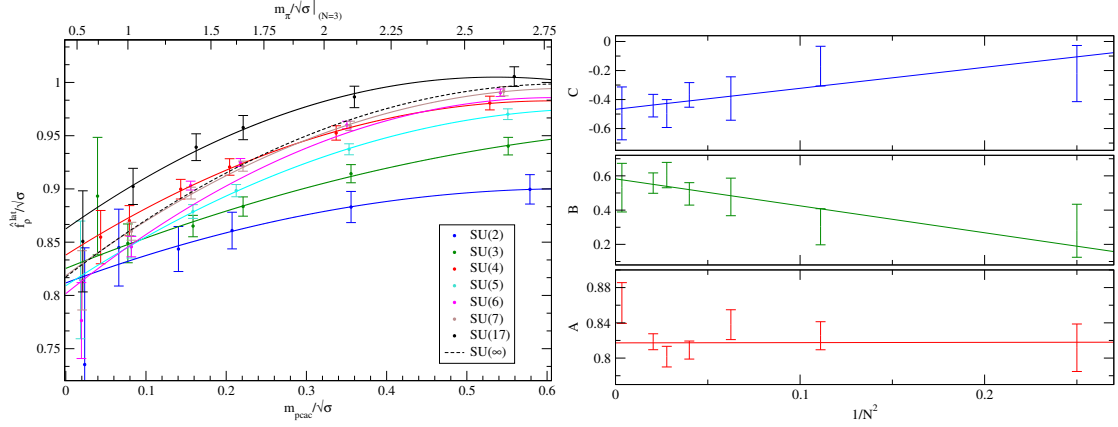 m_π/√σ|_(N=3)
0.5 1 1.5 1.75 2 2.25 2.5 2.75
1
0.95
0.9
0.85
0.8
0.75
f̂_ρ^lat/√σ
SU(2)
SU(3)
SU(4)
SU(5)
SU(6)
SU(7)
SU(17)
SU(∞)
0 0.1 0.2 0.3 0.4 0.5 0.6
m_pcac/√σ
0
-0.2
-0.4
-0.6
C
0.6
0.4
0.2
B
0.88
0.84
0.8
A
0 0.1 0.2
1/N²